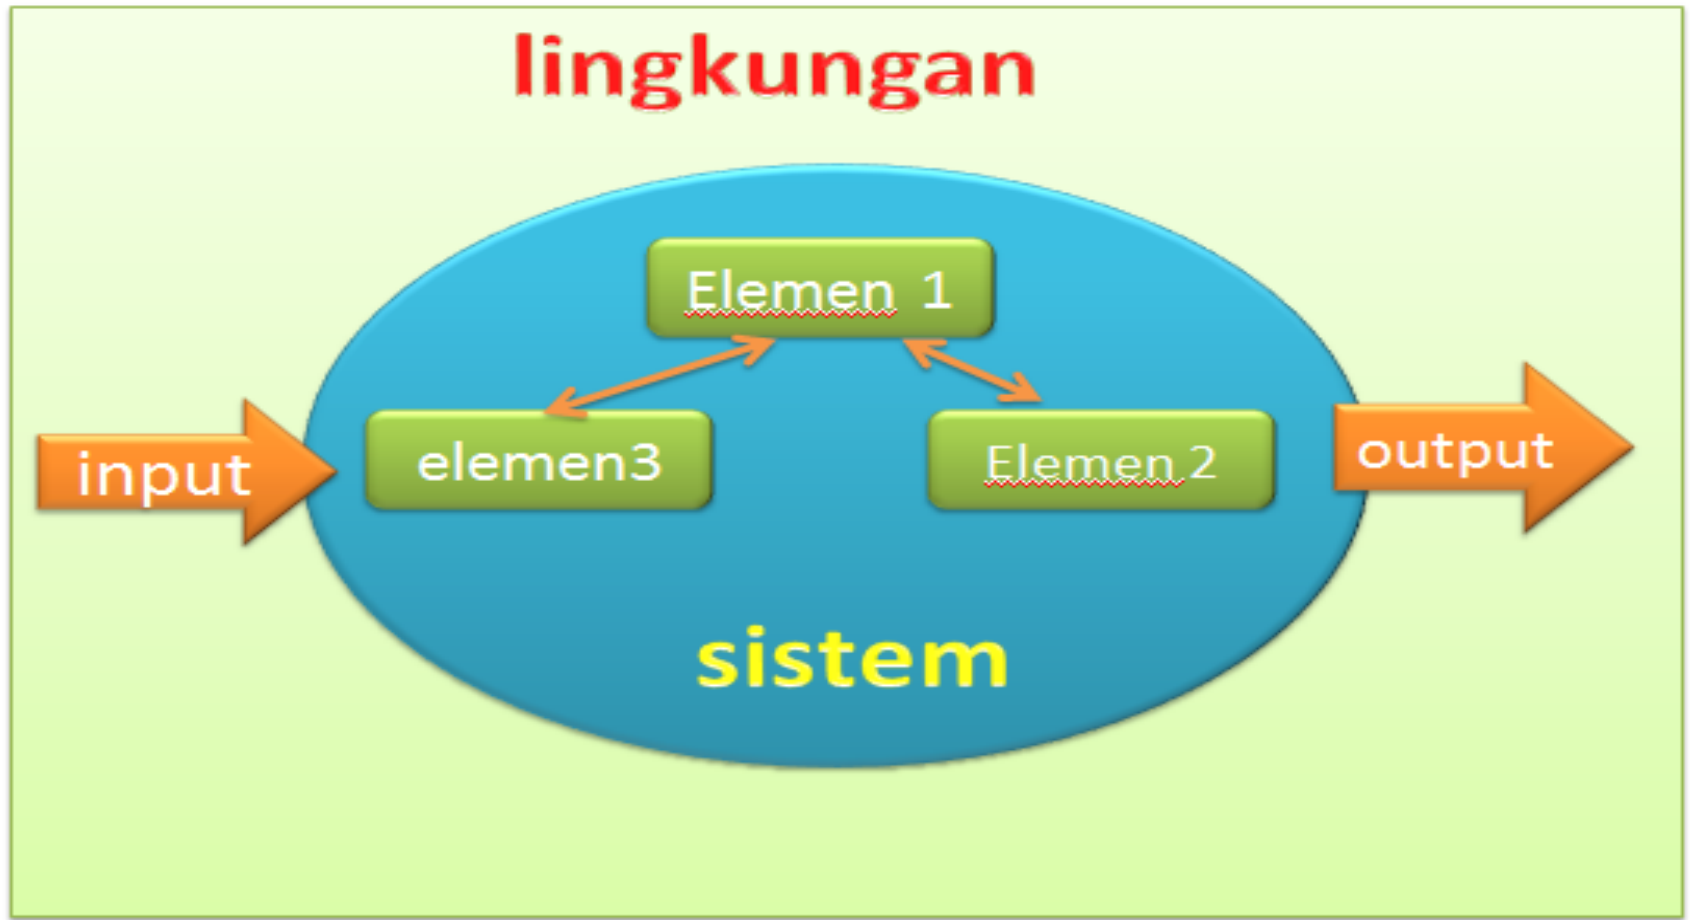 lingkungan
Elemen 1
input
elemen3
Elemen 2
output
sistem